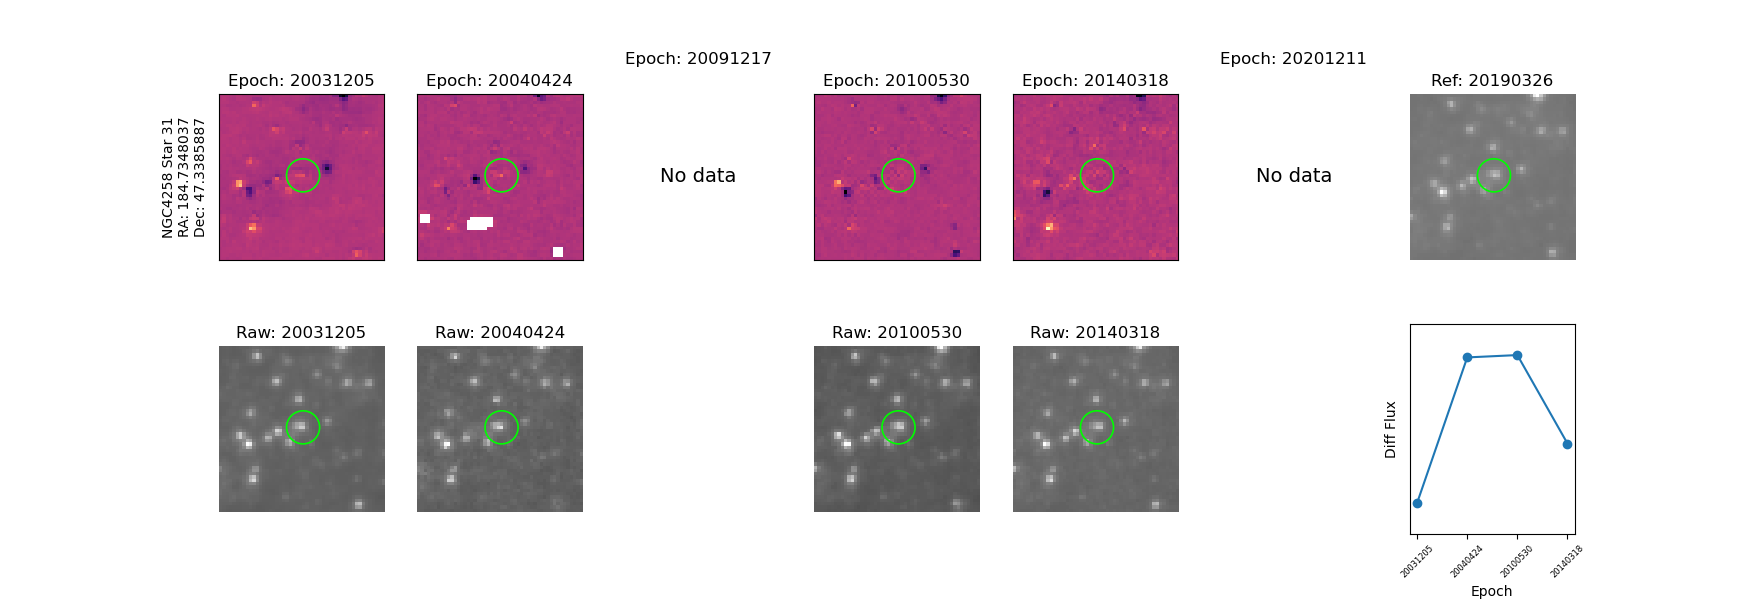 Epoch: 20091217
Epoch: 20201211
Epoch: 20031205
Epoch: 20040424
Epoch: 20100530
Epoch: 20140318
Ref: 20190326
NGC4258 Star 31
RA: 184.7348037
Dec: 47.3385887
No data
No data
Raw: 20031205
Raw: 20040424
Raw: 20100530
Raw: 20140318
Diff Flux
20031205
20040424
20100530
20140318
Epoch